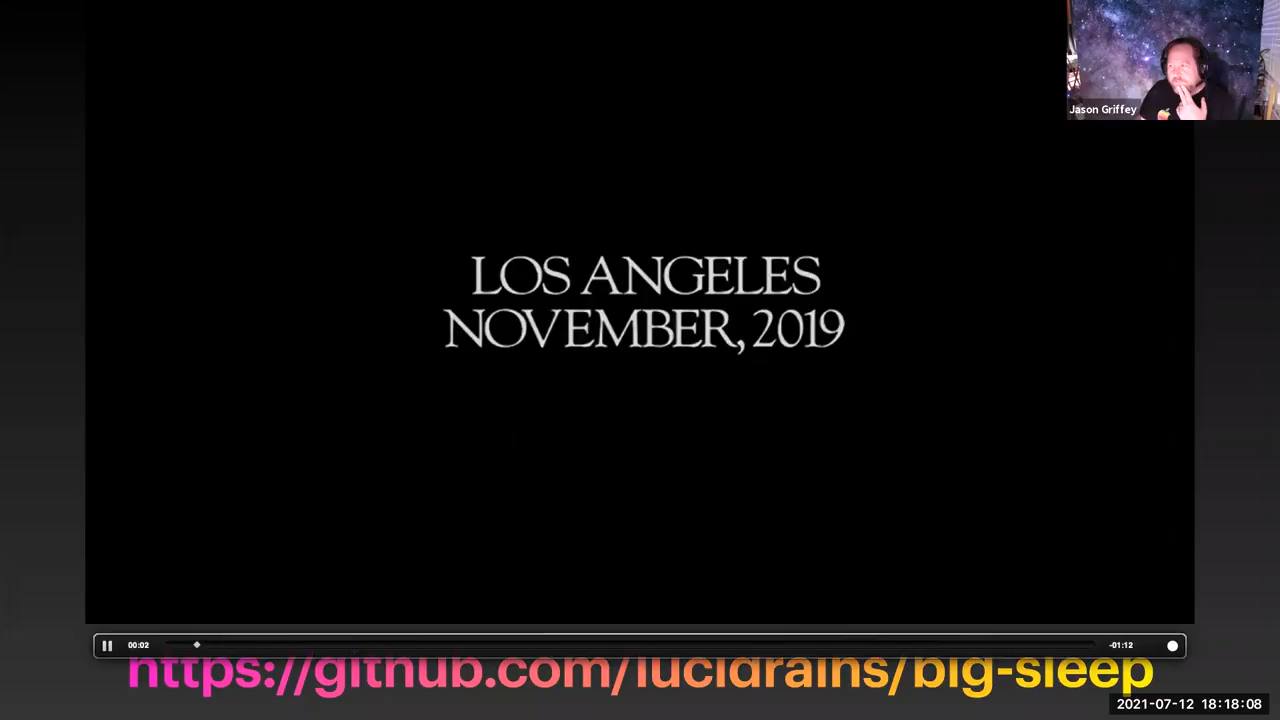 Jason Griffey
LOS ANGELES
NOVEMBER, 2019
00:02
-01:12
https://github.com/lucidrains/big-sleep
2021-07-12 18:18:08